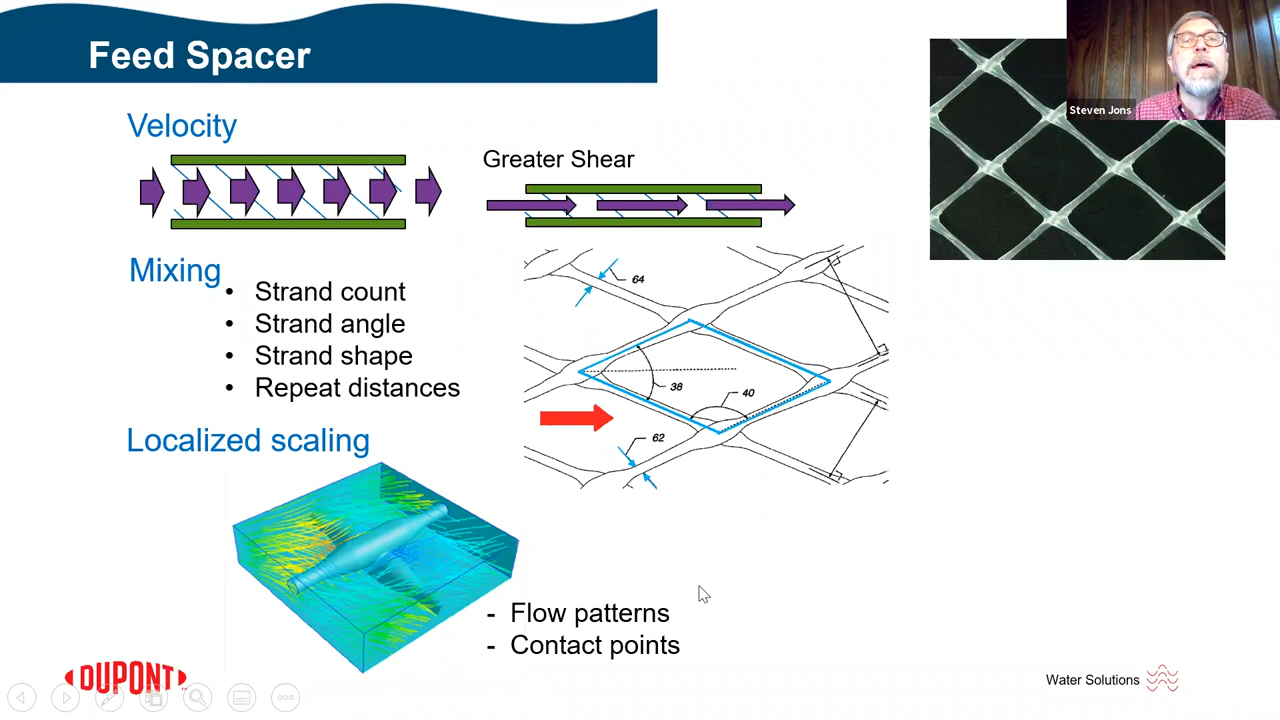 Feed Spacer
Steven Jons
Velocity
Greater Shear
Mixing
• Strand count
• Strand angle
• Strand shape
• Repeat distances
64
38
40
62
Localized scaling
- Flow patterns
- Contact points
DUPONT
Water Solutions